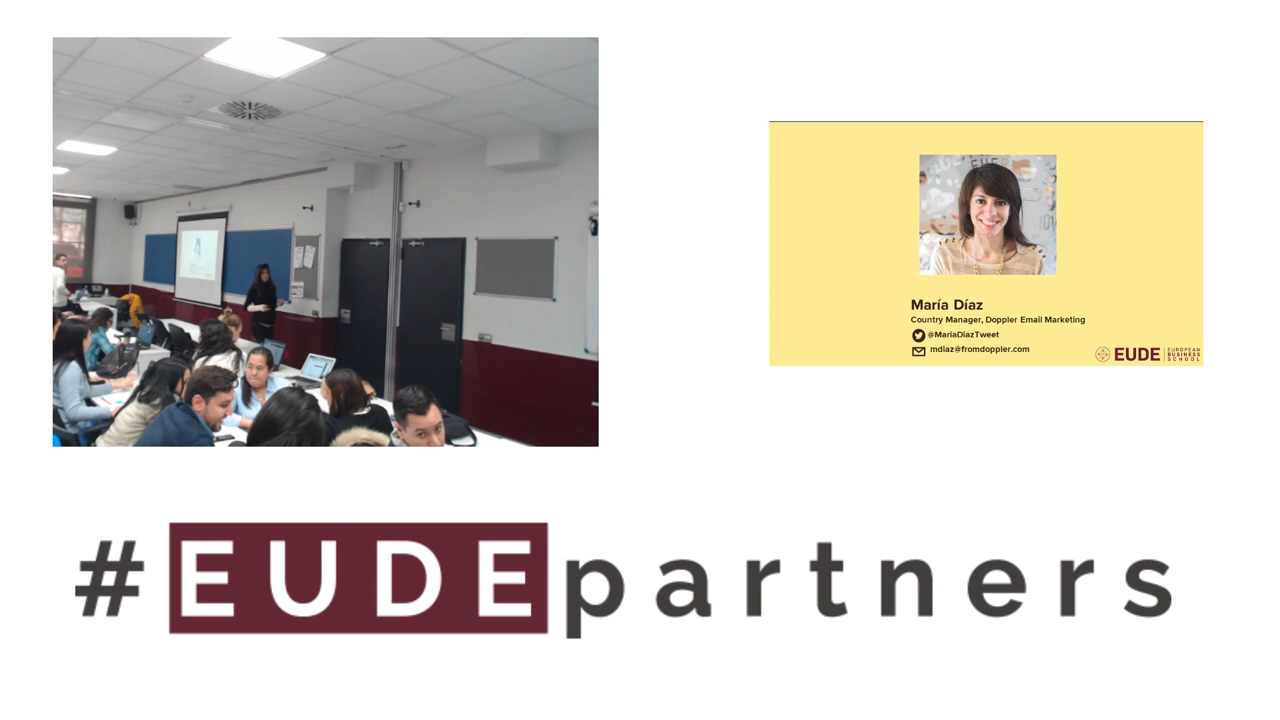 María Díaz
Country Manager, Doppler Email Marketing
@MariaDiazTweet
mdiaz@fromdoppler.com
EUDE EUROPEAN BUSINESS SCHOOL
#EUDEpartners